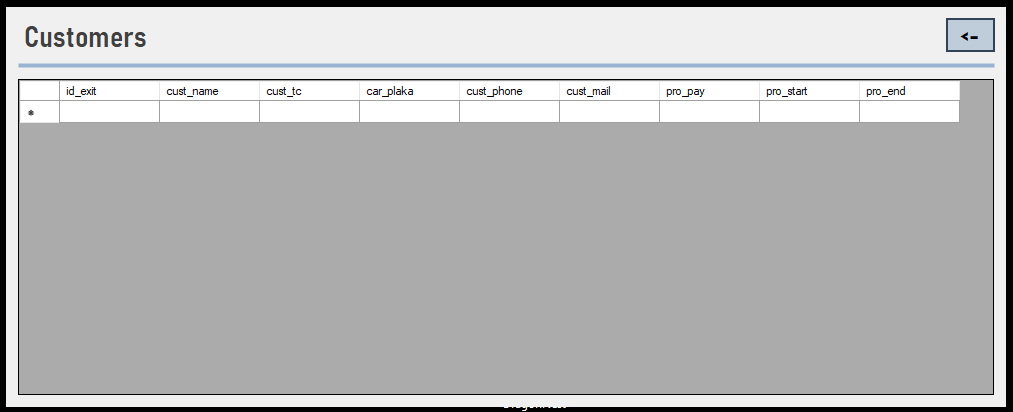 Customers
<-
id_exit cust_name cust_tc car_plaka cust_phone cust_mail pro_pay pro_start pro_end
*